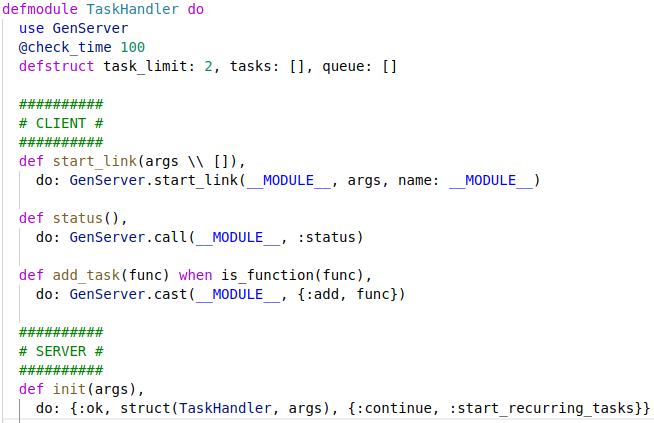 defmodule TaskHandler do
  use GenServer
  @check_time 100
  defstruct task_limit: 2, tasks: [], queue: []

  ##########
  # CLIENT #
  ##########
  def start_link(args \\ []),
    do: GenServer.start_link(__MODULE__, args, name: __MODULE__)

  def status(),
    do: GenServer.call(__MODULE__, :status)

  def add_task(func) when is_function(func),
    do: GenServer.cast(__MODULE__, {:add, func})

  ##########
  # SERVER #
  ##########
  def init(args),
    do: {:ok, struct(TaskHandler, args), {:continue, :start_recurring_tasks}}